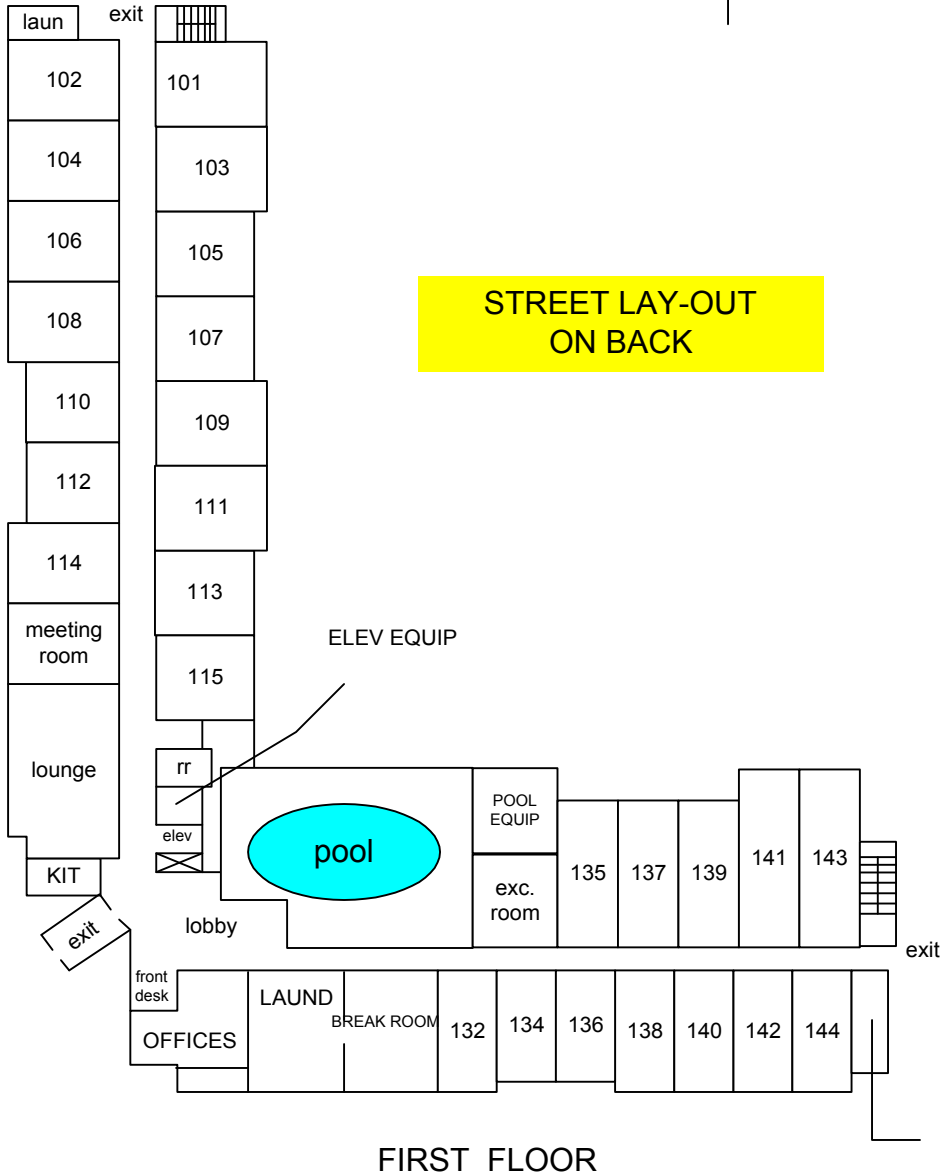 laun
exit
102
101
104
103
106
105
108
107
110
109
112
111
114
113
meeting
room
115
lounge
STREET LAY-OUT
ON BACK
ELEV EQUIP
rr
elev
KIT
exit
lobby
pool
POOL
EQUIP
exc.
room
135
137
139
141
143
exit
front
desk
OFFICES
LAUND
BREAK ROOM
132
134
136
138
140
142
144
FIRST FLOOR